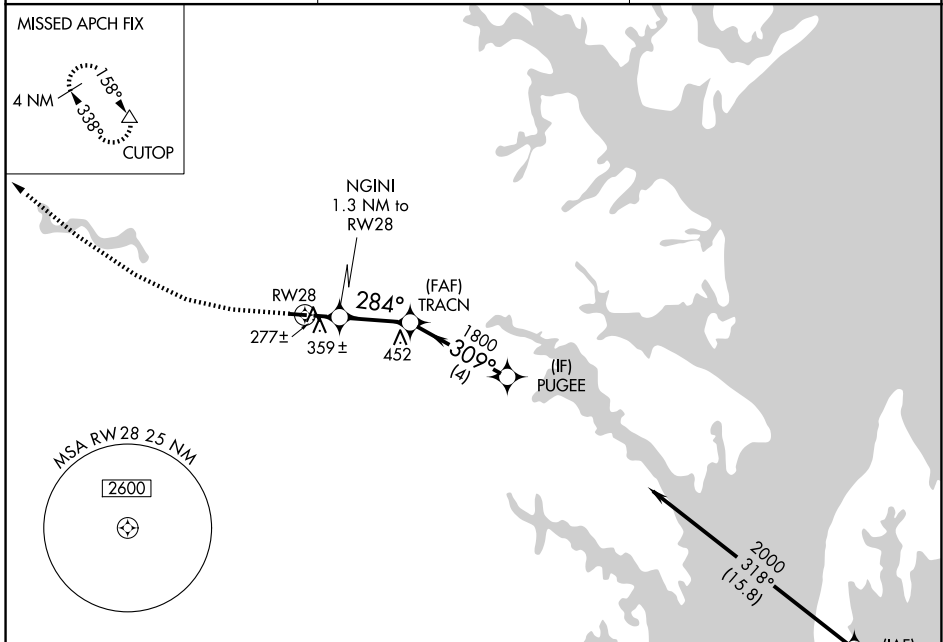 MISSED APCH FIX
4 NM
158°
338°
CUTOP
NGINI
1.3 NM to
RW28
RW28
284°
(FAF)
TRACN
277±
359±
452
1800
309°
(4)
(IF)
PUGEE
MSA RW28 25 NM
2600
2000
318°
(15.8)
(IAF)